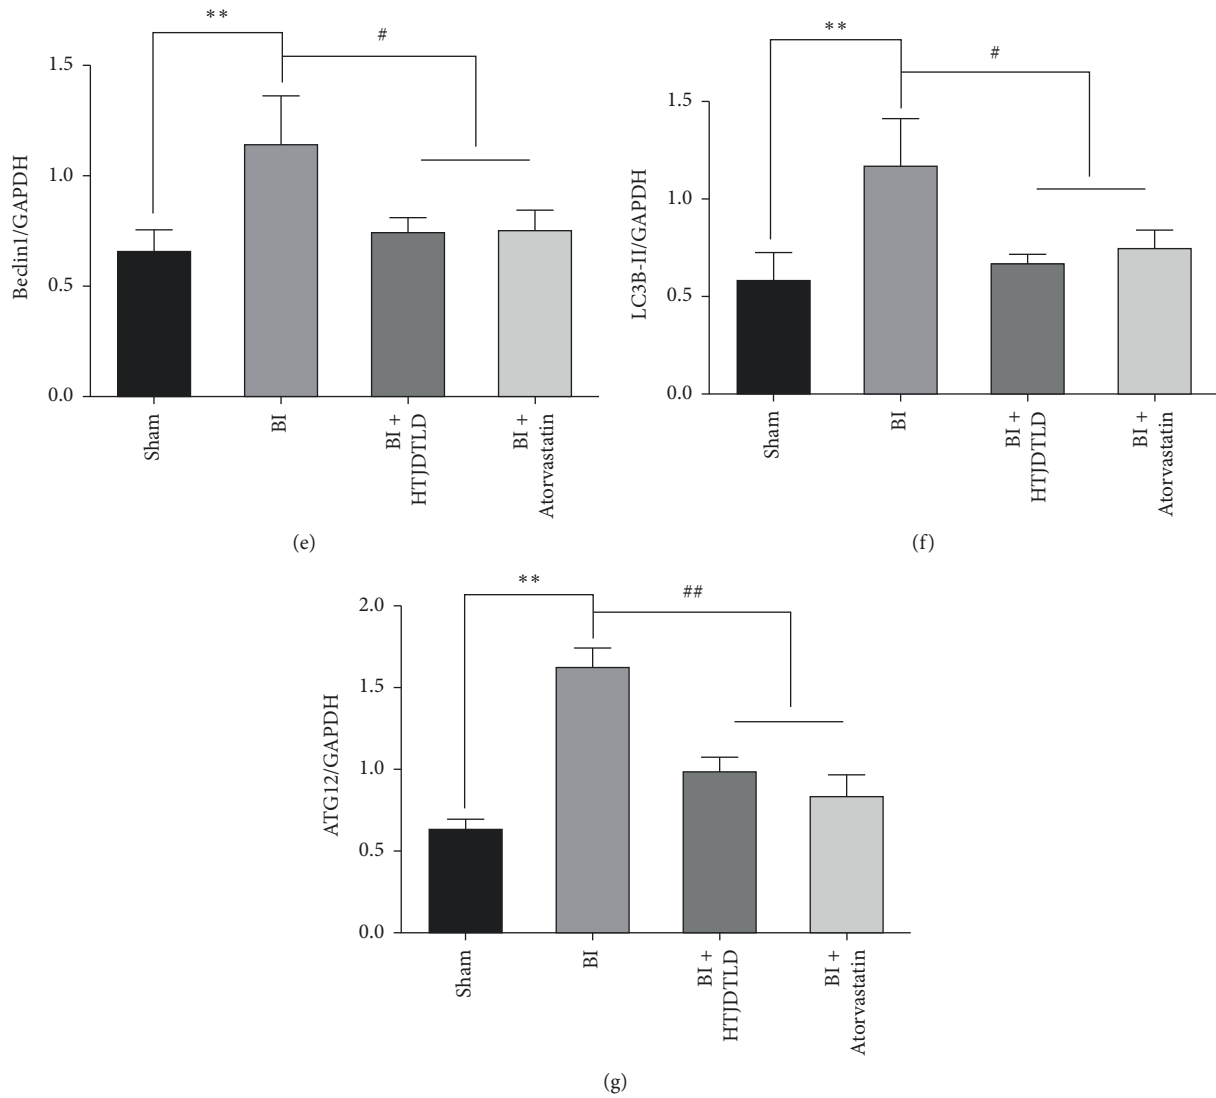 **
#
1.5
1.0
0.5
0.0
Beclin1/GAPDH
Sham
BI
BI +
HTJDTLD
BI +
Atorvastatin
(e)
**
#
1.5
1.0
0.5
0.0
LC3B-II/GAPDH
Sham
BI
BI +
HTJDTLD
BI +
Atorvastatin
(f)
**
##
2.0
1.5
1.0
0.5
0.0
ATG12/GAPDH
Sham
BI
BI +
HTJDTLD
BI +
Atorvastatin
(g)